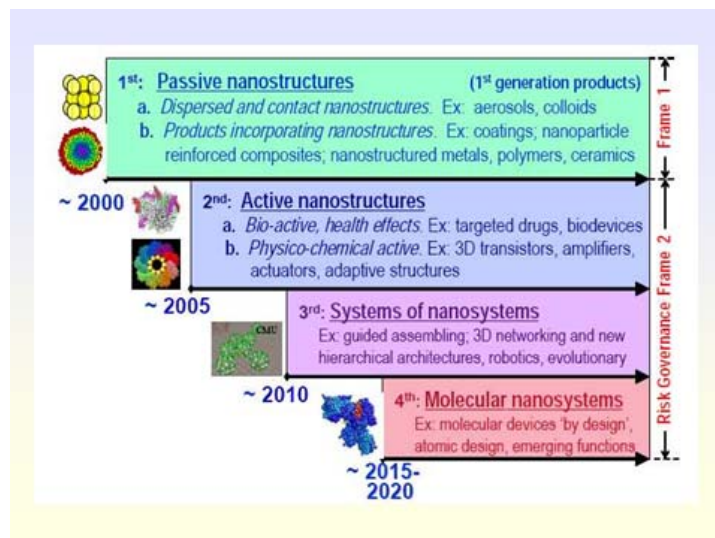 1st: Passive nanostructures (1st generation products)
a. Dispersed and contact nanostructures. Ex: aerosols, colloids
b. Products incorporating nanostructures. Ex: coatings; nanoparticle
reinforced composites; nanostructured metals, polymers, ceramics
~ 2000
2nd: Active nanostructures
a. Bio-active, health effects. Ex: targeted drugs, biodevices
b. Physico-chemical active. Ex: 3D transistors, amplifiers,
actuators, adaptive structures
~ 2005
CMU
3rd: Systems of nanosystems
Ex: guided assembling; 3D networking and new
hierarchical architectures, robotics, evolutionary
~ 2010
4th: Molecular nanosystems
Ex: molecular devices 'by design',
atomic design, emerging functions
~ 2015-
2020
Frame 1
Risk Governance Frame 2